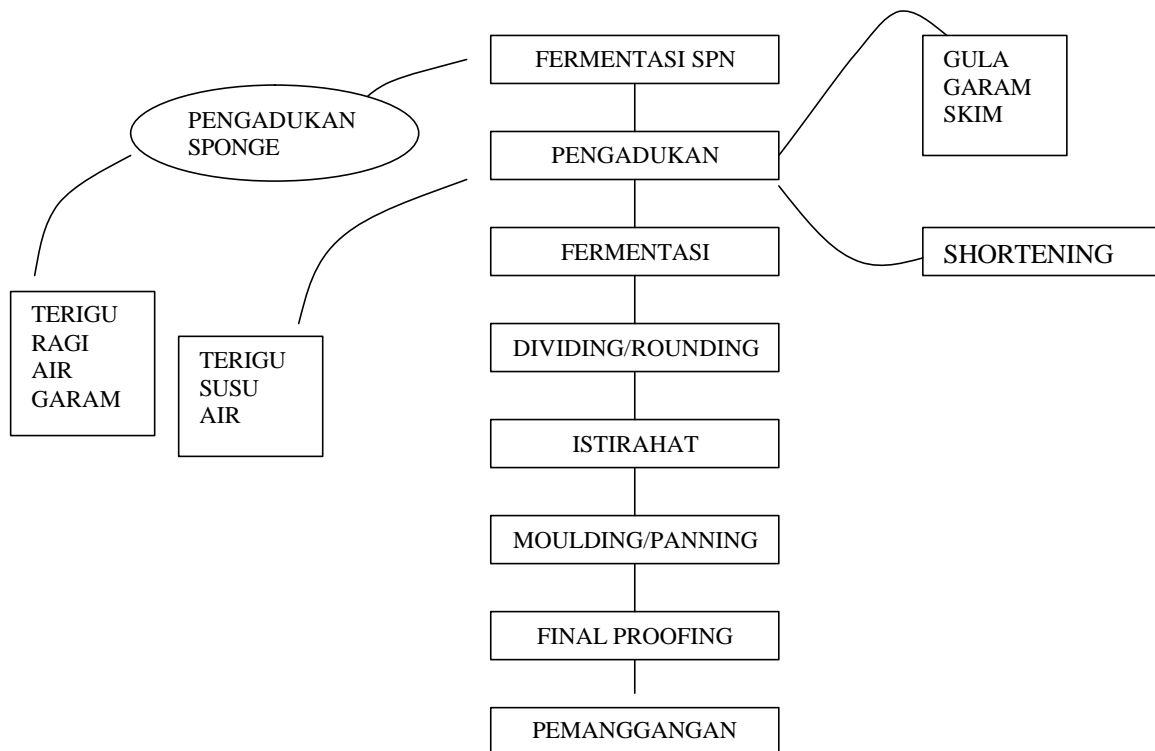 FERMENTASI SPN
GULA
GARAM
SKIM
PENGADUKAN
SPONGE
PENGADUKAN
FERMENTASI
SHORTENING
TERIGU
RAGI
AIR
GARAM
TERIGU
SUSU
AIR
DIVIDING/ROUNDING
ISTIRAHAT
MOULDING/PANNING
FINAL PROOFING
PEMANGGANGAN